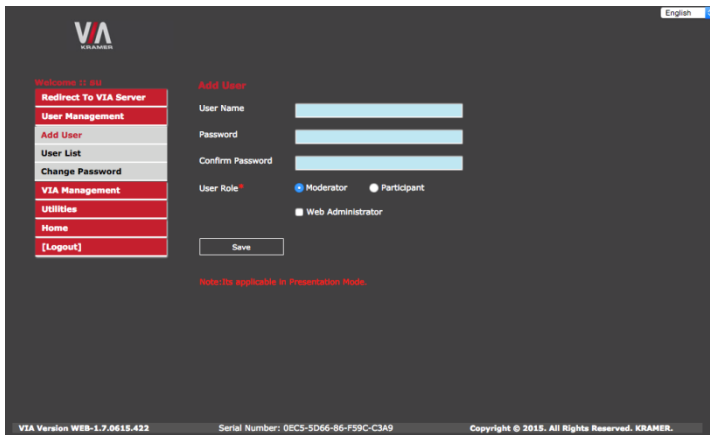 English
VIA
KRAMER
Welcome :: su
Redirect To VIA Server
User Management
Add User
User List
Change Password
VIA Management
Utilities
Home
[Logout]
Add User
User Name
Password
Confirm Password
User Role*
Moderator
Participant
Web Administrator
Save
Note:Its applicable in Presentation Mode.
VIA Version WEB-1.7.0615.422
Serial Number: 0EC5-5D66-86-F59C-C3A9
Copyright © 2015. All Rights Reserved. KRAMER.